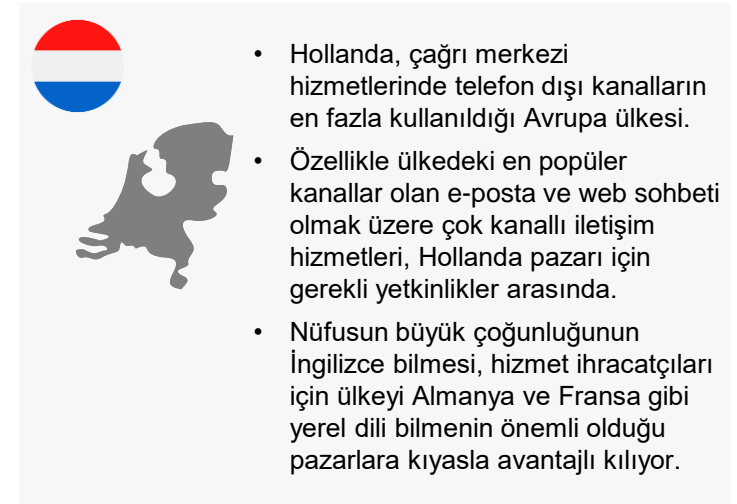 • Hollanda, çağrı merkezi
hizmetlerinde telefon dışı kanalların
en fazla kullanıldığı Avrupa ülkesi.
• Özellikle ülkedeki en popüler
kanallar olan e-posta ve web sohbeti
olmak üzere çok kanallı iletişim
hizmetleri, Hollanda pazarı için
gerekli yetkinlikler arasında.
• Nüfusun büyük çoğunluğunun
İngilizce bilmesi, hizmet ihracatçıları
için ülkeyi Almanya ve Fransa gibi
yerel dili bilmenin önemli olduğu
pazarlara kıyasla avantajlı kılıyor.